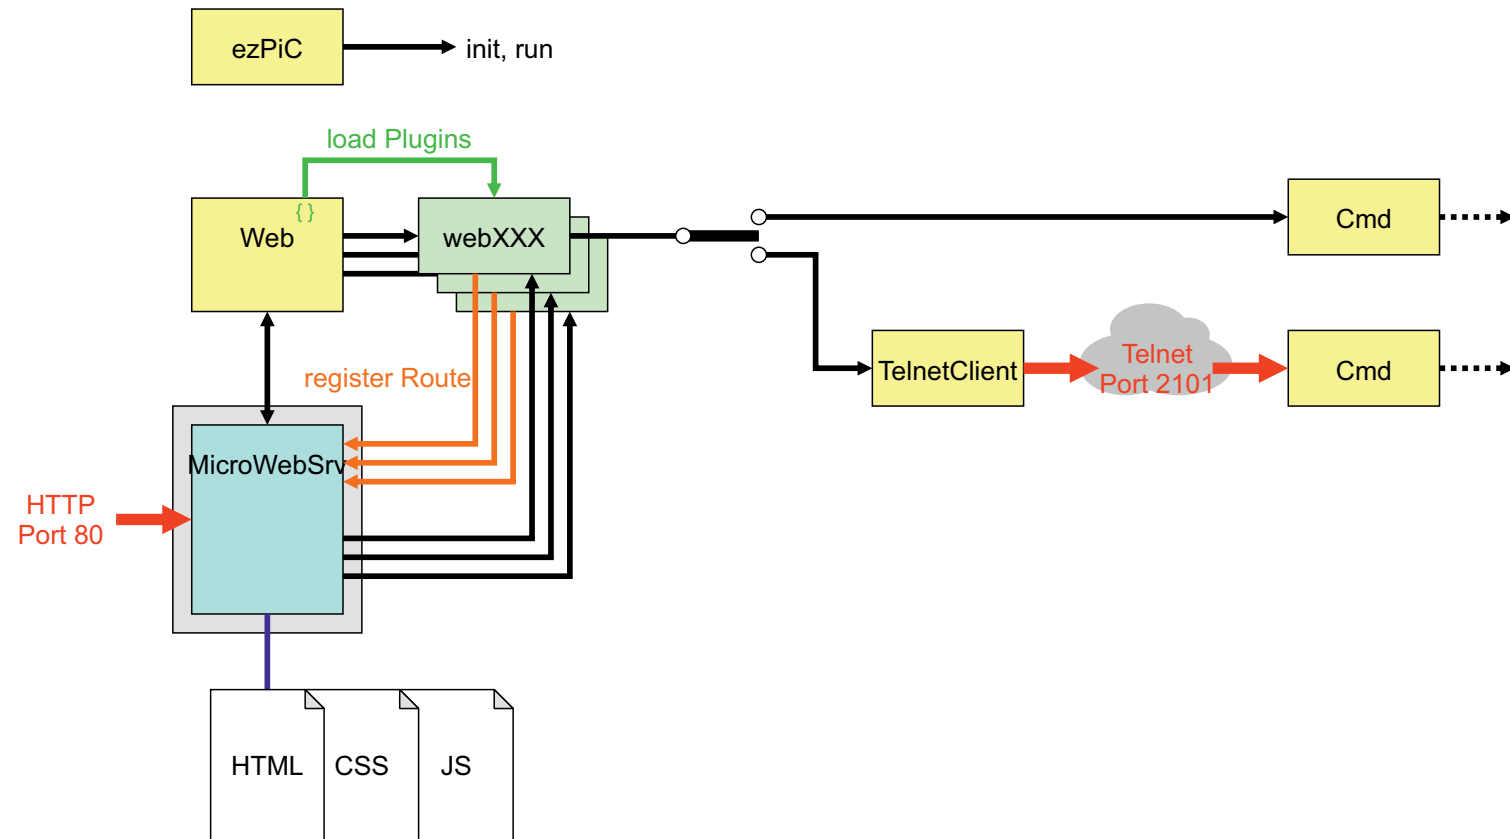 ezPiC
init, run
load Plugins
{ }
Web
webXXX
Cmd
register Route
TelnetClient
Telnet
Port 2101
Cmd
MicroWebSrv
HTTP
Port 80
HTML
CSS
JS